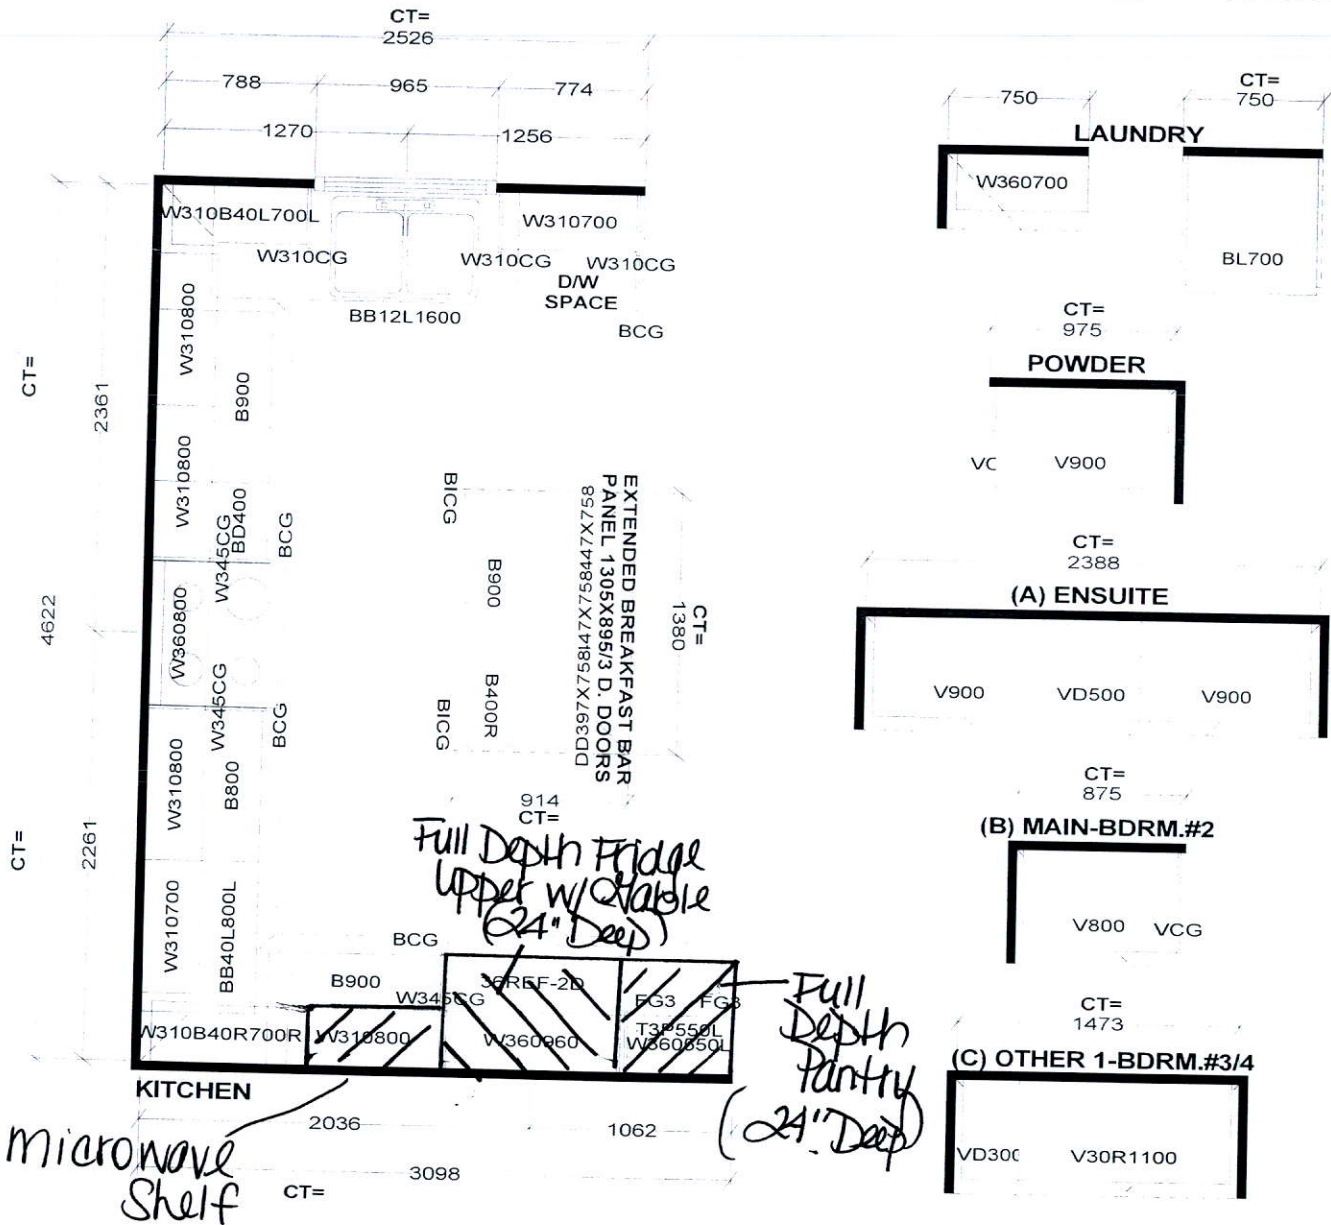 CT=
2526
788
965
774
1270
1256
W310B40L700L
W310CG
W310700
W310CG
W310CG
D/W
SPACE
BB12L1600
BCG
CT=
2361
W310800
B900
W310800
BD400
W345CG
BCG
4622
W360800
W345CG
BCG
CT=
2261
W310800
B800
W310700
BB40L800L
BICG
B900
B400R
BICG
EXTENDED BREAKFAST BAR
PANEL 1305X895/3 D. DOORS
CT=
1380
914
CT=
Full Depth Fridge
Upper w/
(24" Deep)
BCG
B900
W345CG
36REF-2D
FG3
FG3
W310B40R700R
W310800
W360960
T3P550L
W360650L
Full
Depth
Pantry
(24" Deep)
KITCHEN
2036
1062
3098
CT=
Microwave
Shelf
750
CT=
750
LAUNDRY
W360700
BL700
CT=
975
POWDER
VC
V900
CT=
2388
(A) ENSUITE
V900
VD500
V900
CT=
875
(B) MAIN-BDRM.#2
V800
VCG
CT=
1473
(C) OTHER 1-BDRM.#3/4
VD300
V30R1100